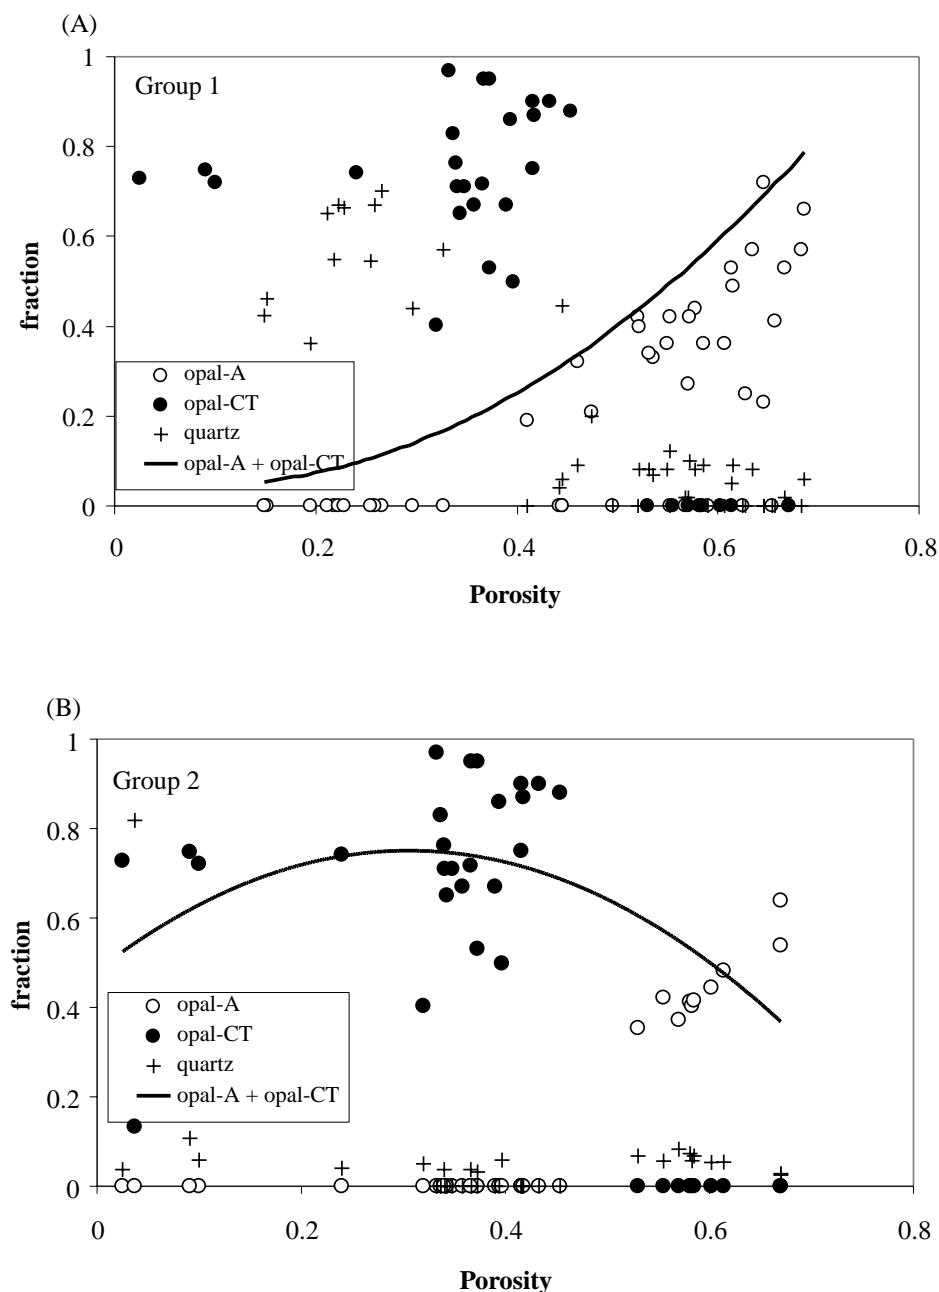 (A)
Group 1
1
0.8
0.6
0.4
0.2
0
fraction
opal-A
opal-CT
quartz
opal-A + opal-CT
0 0.2 0.4 0.6 0.8
Porosity
(B)
Group 2
1
0.8
0.6
0.4
0.2
0
fraction
opal-A
opal-CT
quartz
opal-A + opal-CT
0 0.2 0.4 0.6 0.8
Porosity